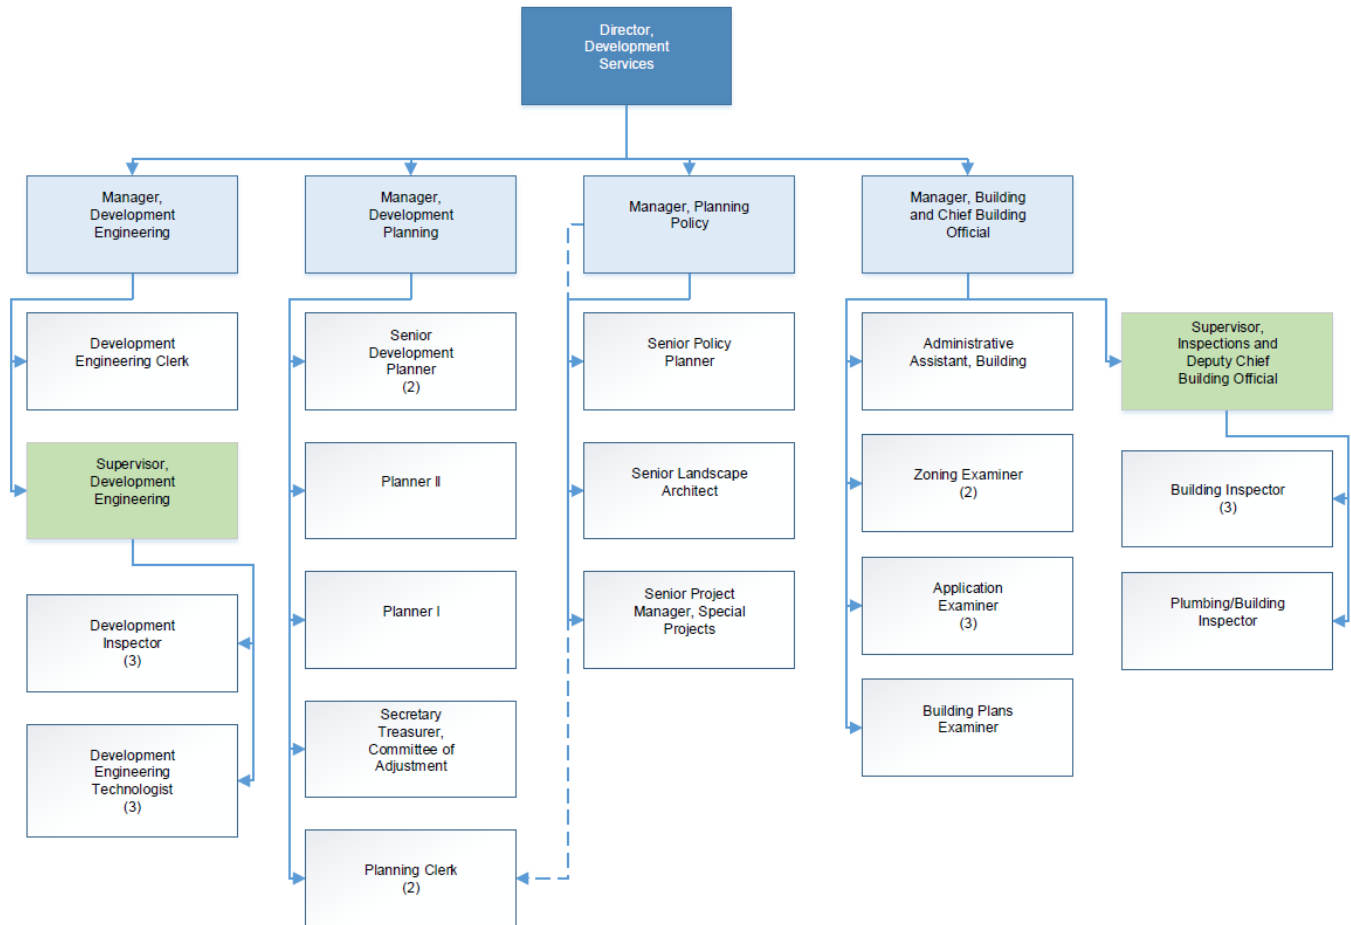 Director,
Development
Services
Manager,
Development
Engineering
Manager,
Development
Planning
Manager, Planning
Policy
Manager, Building
and Chief Building
Official
Development
Engineering Clerk
Supervisor,
Development
Engineering
Development
Inspector
(3)
Development
Engineering
Technologist
(3)
Senior
Development
Planner
(2)
Planner II
Planner I
Secretary
Treasurer,
Committee of
Adjustment
Planning Clerk
(2)
Senior Policy
Planner
Senior Landscape
Architect
Senior Project
Manager, Special
Projects
Administrative
Assistant, Building
Zoning Examiner
(2)
Application
Examiner
(3)
Building Plans
Examiner
Supervisor,
Inspections and
Deputy Chief
Building Official
Building Inspector
(3)
Plumbing/Building
Inspector